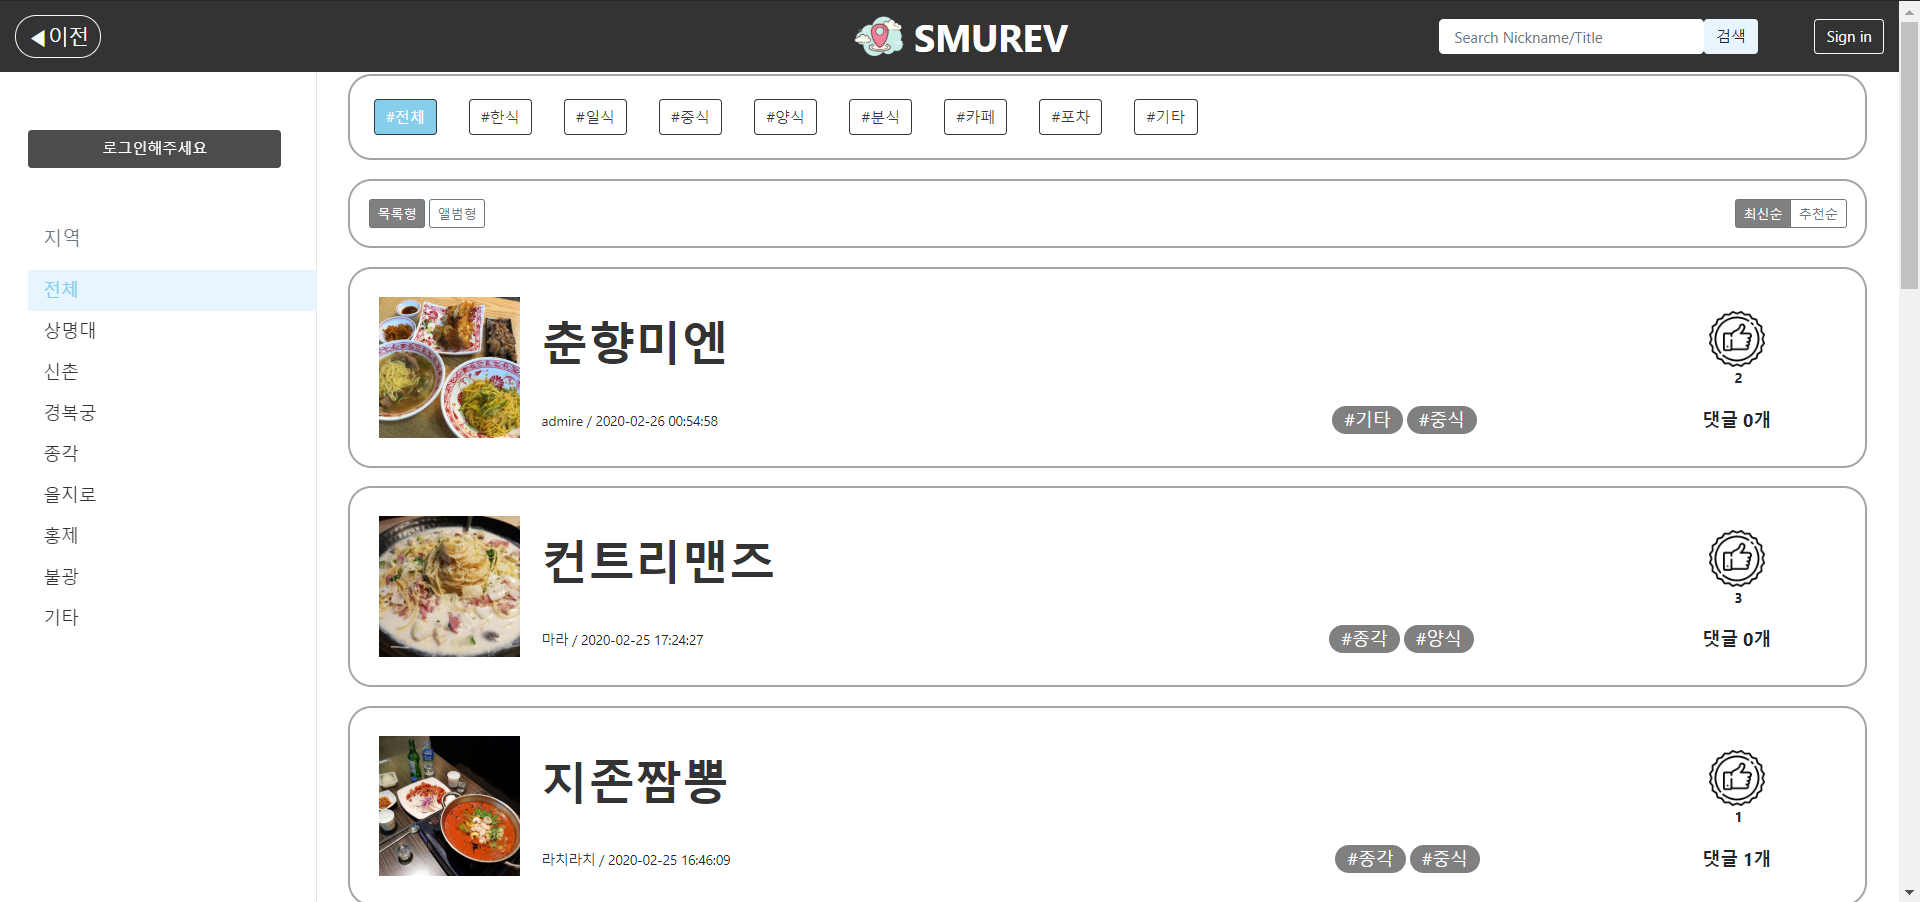 ◀이전
SMUREV
Search Nickname/Title
검색
Sign in
로그인해주세요
지역
전체
상명대
신촌
경복궁
종각
을지로
홍제
불광
기타
#전체 #한식 #일식 #중식 #양식 #분식 #카페 #포차 #기타
목록형 앨범형
최신순 추천순
춘향미엔
2
admire / 2020-02-26 00:54:58
#기타 #중식
댓글 0개
컨트리맨즈
3
마라 / 2020-02-25 17:24:27
#종각 #양식
댓글 0개
지존짬뽕
1
라치라치 / 2020-02-25 16:46:09
#종각 #중식
댓글 1개